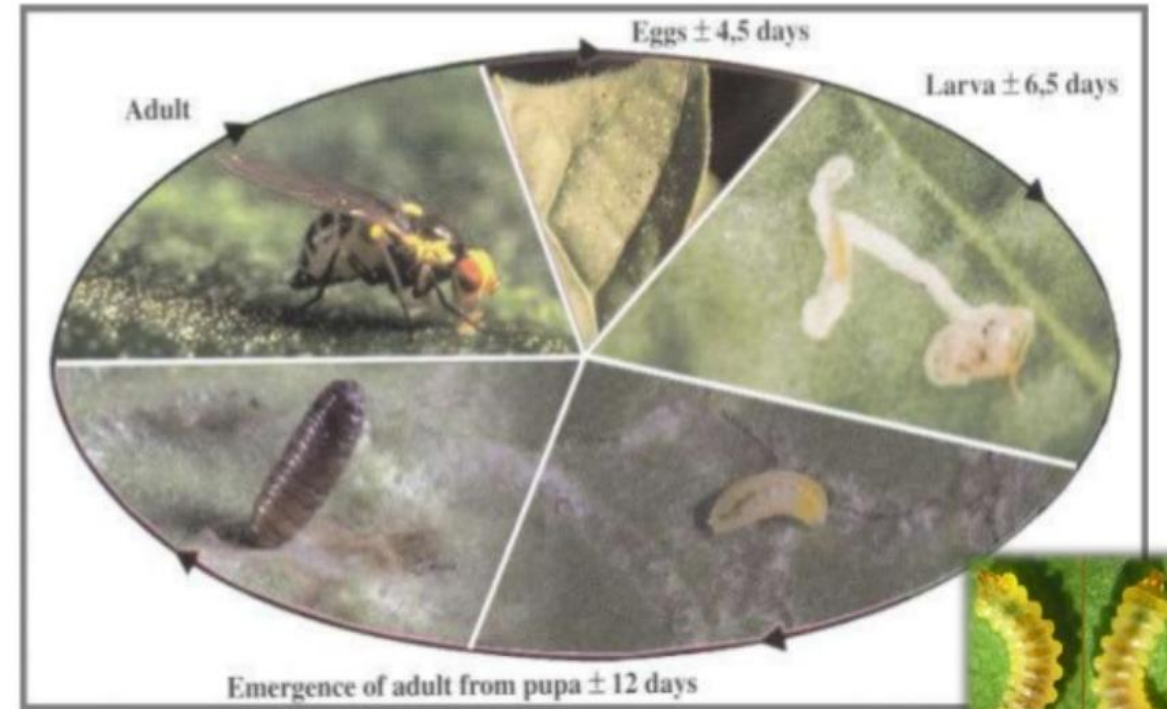 Eggs ± 4,5 days
Larva ± 6,5 days
Adult
Emergence of adult from pupa ± 12 days